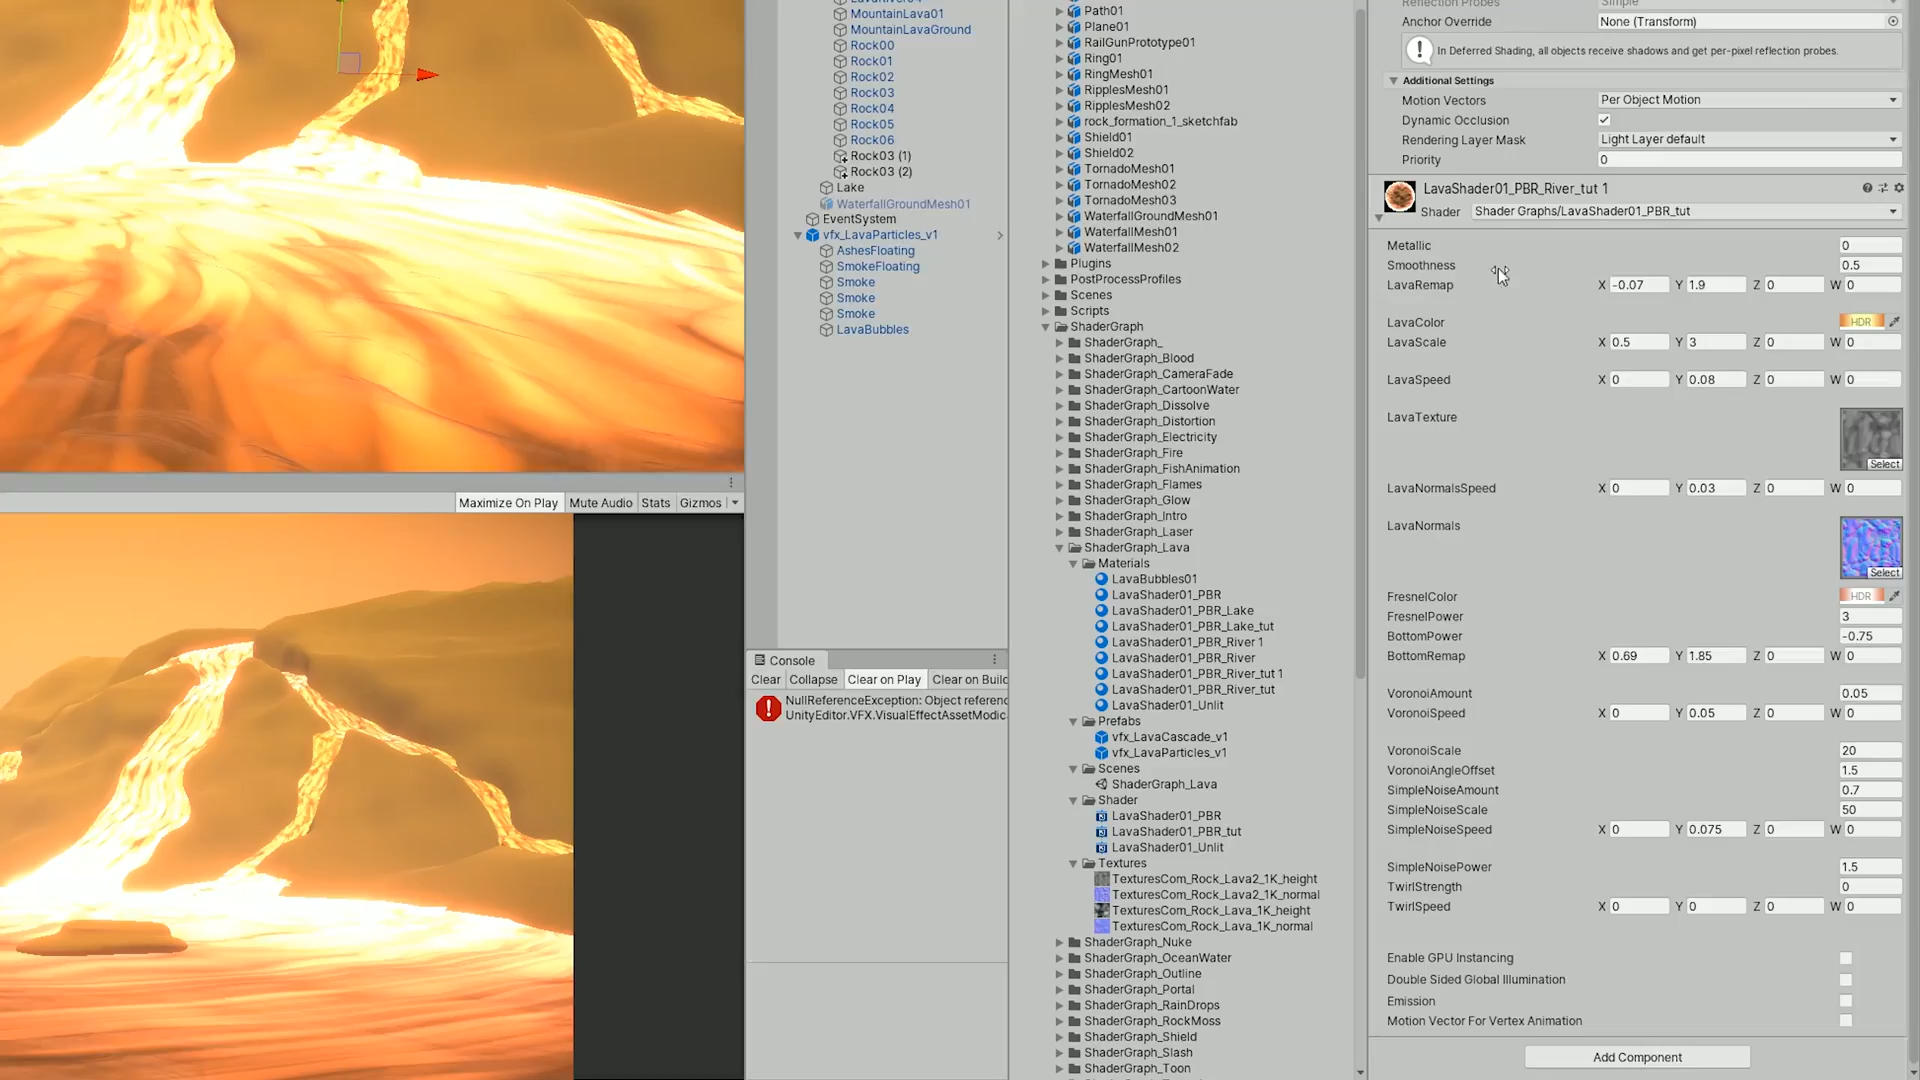 Maximize On Play Mute Audio Stats Gizmos
MountainLava01
MountainLavaGround
Rock00
Rock01
Rock02
Rock03
Rock04
Rock05
Rock06
Rock03 (1)
Rock03 (2)
Lake
WaterfallGroundMesh01
EventSystem
vfx_LavaParticles_v1
AshesFloating
SmokeFloating
Smoke
Smoke
Smoke
LavaBubbles
Console
Clear Collapse Clear on Play Clear on Build
NullReferenceException: Object referenc
UnityEditor.VFX.VisualEffectAssetModic
Path01
Plane01
RailGunPrototype01
Ring01
RingMesh01
RipplesMesh01
RipplesMesh02
rock_formation_1_sketchfab
Shield01
Shield02
TornadoMesh01
TornadoMesh02
TornadoMesh03
WaterfallGroundMesh01
WaterfallMesh01
WaterfallMesh02
Plugins
PostProcessProfiles
Scenes
Scripts
ShaderGraph
ShaderGraph_
ShaderGraph_Blood
ShaderGraph_CameraFade
ShaderGraph_CartoonWater
ShaderGraph_Dissolve
ShaderGraph_Distortion
ShaderGraph_Electricity
ShaderGraph_Fire
ShaderGraph_FishAnimation
ShaderGraph_Flames
ShaderGraph_Glow
ShaderGraph_Intro
ShaderGraph_Laser
ShaderGraph_Lava
Materials
LavaBubbles01
LavaShader01_PBR
LavaShader01_PBR_Lake
LavaShader01_PBR_Lake_tut
LavaShader01_PBR_River 1
LavaShader01_PBR_River
LavaShader01_PBR_River_tut 1
LavaShader01_PBR_River_tut
LavaShader01_Unlit
Prefabs
vfx_LavaCascade_v1
vfx_LavaParticles_v1
Scenes
ShaderGraph_Lava
Shader
LavaShader01_PBR
LavaShader01_PBR_tut
LavaShader01_Unlit
Textures
TexturesCom_Rock_Lava2_1K_height
TexturesCom_Rock_Lava2_1K_normal
TexturesCom_Rock_Lava_1K_height
TexturesCom_Rock_Lava_1K_normal
ShaderGraph_Nuke
ShaderGraph_OceanWater
ShaderGraph_Outline
ShaderGraph_Portal
ShaderGraph_RainDrops
ShaderGraph_RockMoss
ShaderGraph_Shield
ShaderGraph_Slash
ShaderGraph_Toon
Reflection Probes Simple
Anchor Override None (Transform)
In Deferred Shading, all objects receive shadows and get per-pixel reflection probes.
Additional Settings
Motion Vectors Per Object Motion
Dynamic Occlusion
Rendering Layer Mask Light Layer default
Priority 0
LavaShader01_PBR_River_tut 1
Shader Shader Graphs/LavaShader01_PBR_tut
Metallic 0
Smoothness 0.5
LavaRemap X -0.07 Y 1.9 Z 0 W 0
LavaColor HDR
LavaScale X 0.5 Y 3 Z 0 W 0
LavaSpeed X 0 Y 0.08 Z 0 W 0
LavaTexture
Select
LavaNormalsSpeed X 0 Y 0.03 Z 0 W 0
LavaNormals
Select
FresnelColor HDR
FresnelPower 3
BottomPower -0.75
BottomRemap X 0.69 Y 1.85 Z 0 W 0
VoronoiAmount 0.05
VoronoiSpeed X 0 Y 0.05 Z 0 W 0
VoronoiScale 20
VoronoiAngleOffset 1.5
SimpleNoiseAmount 0.7
SimpleNoiseScale 50
SimpleNoiseSpeed X 0 Y 0.075 Z 0 W 0
SimpleNoisePower 1.5
TwirlStrength 0
TwirlSpeed X 0 Y 0 Z 0 W 0
Enable GPU Instancing
Double Sided Global Illumination
Emission
Motion Vector For Vertex Animation
Add Component